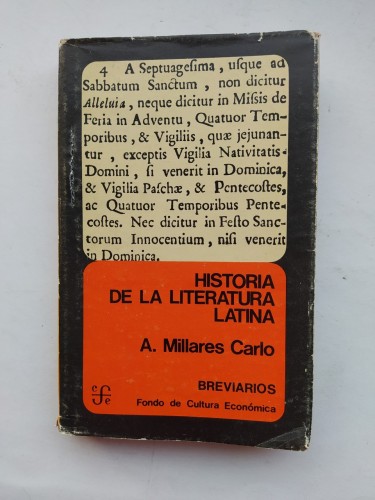 4 A Septuagesima, usque ad
Sabbatum Sanctum, non dicitur
Alleluia, neque dicitur in Missis de
Feria in Adventu, Quatuor Tem-
poribus, & Vigiliis, quæ jejunan-
tur, exceptis Vigilia Nativitatis
Domini, si venerit in Dominica,
& Vigilia Paschæ, & Pentecostes,
ac Quatuor Temporibus Pente-
costes. Nec dicitur in Festo Sanc-
torum Innocentium, nisi venerit
in Dominica.
HISTORIA
DE LA LITERATURA
LATINA
A. Millares Carlo
BREVIARIOS
Fondo de Cultura Económica